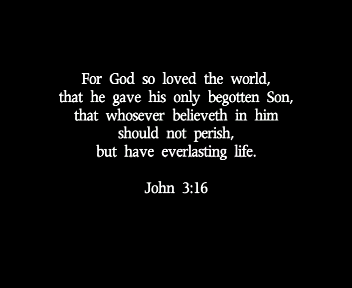 For God so loved the world,
that he gave his only begotten Son,
that whosoever believeth in him
should not perish,
but have everlasting life.
John 3:16